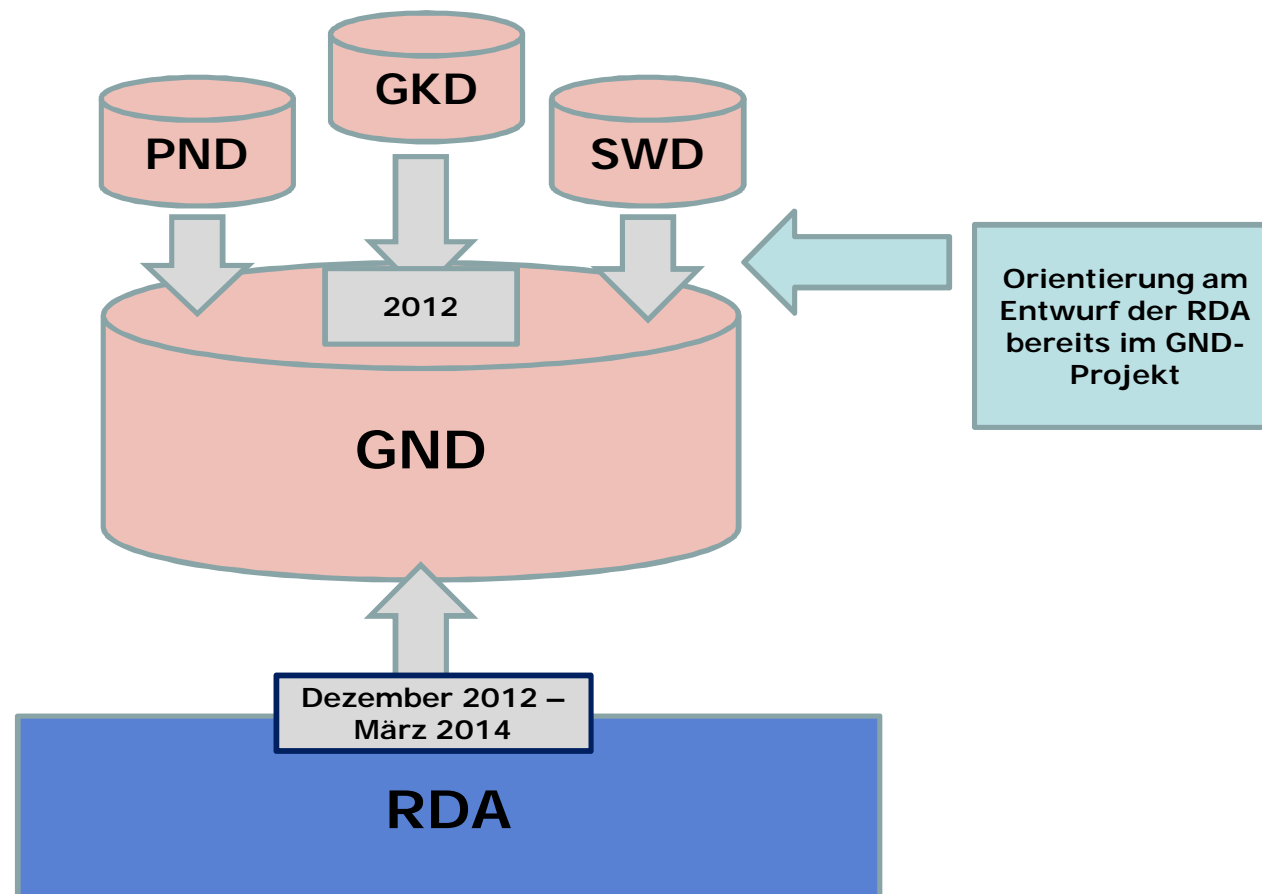 GKD
PND
SWD
2012
Orientierung am
Entwurf der RDA
bereits im GND-
Projekt
GND
Dezember 2012 –
März 2014
RDA